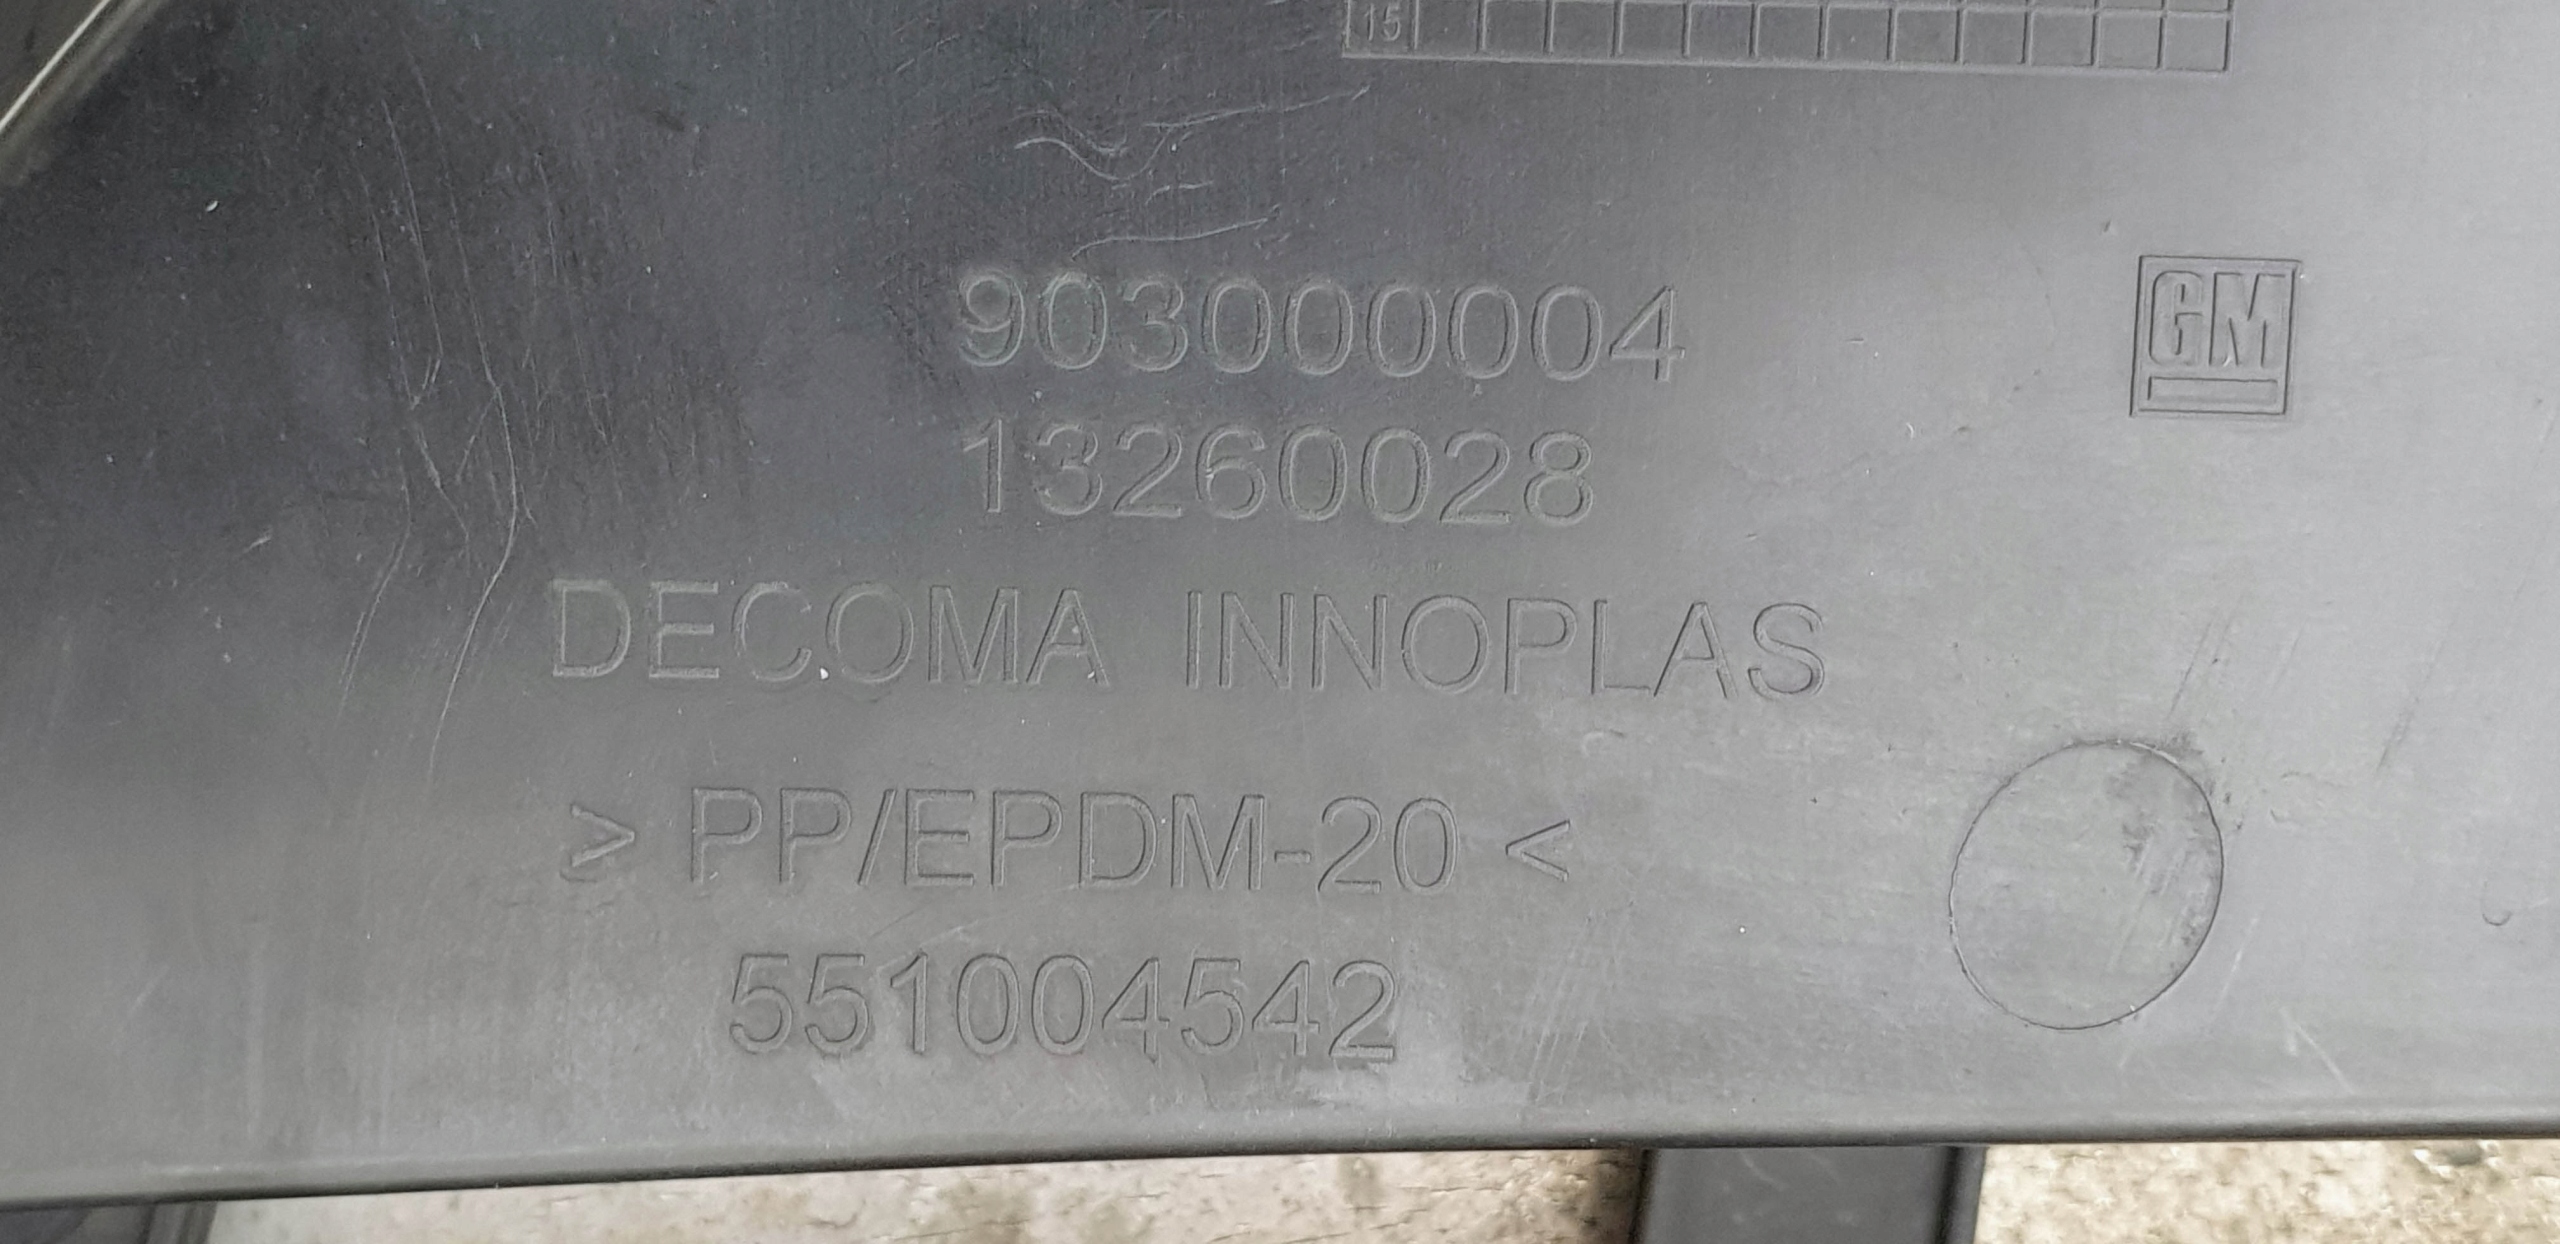 15
GM
903000004
13260028
DECOMA INNOPLAS
> PP/EPDM-20 <
551004542